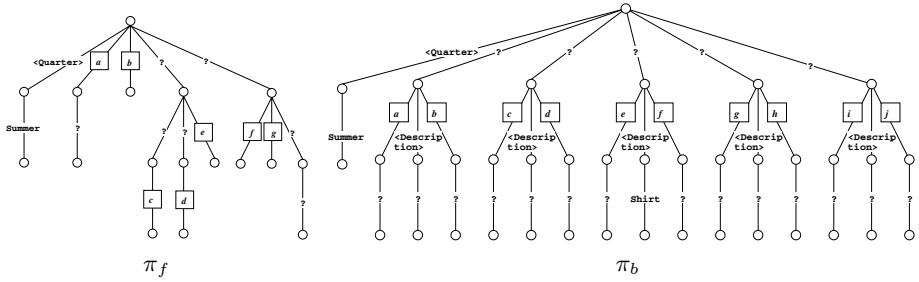 <Quarter> a b ? ? <Quarter> ? ? ? ? ?
Summer ? ? ? e f g ? Summer a b c d e f g h i j
<Descrip tion> <Descrip tion> <Descrip tion> <Descrip tion> <Descrip tion>
c d ? ? ? ? ? ? ? ? Shirt ? ? ? ? ? ? ?
π_f π_b